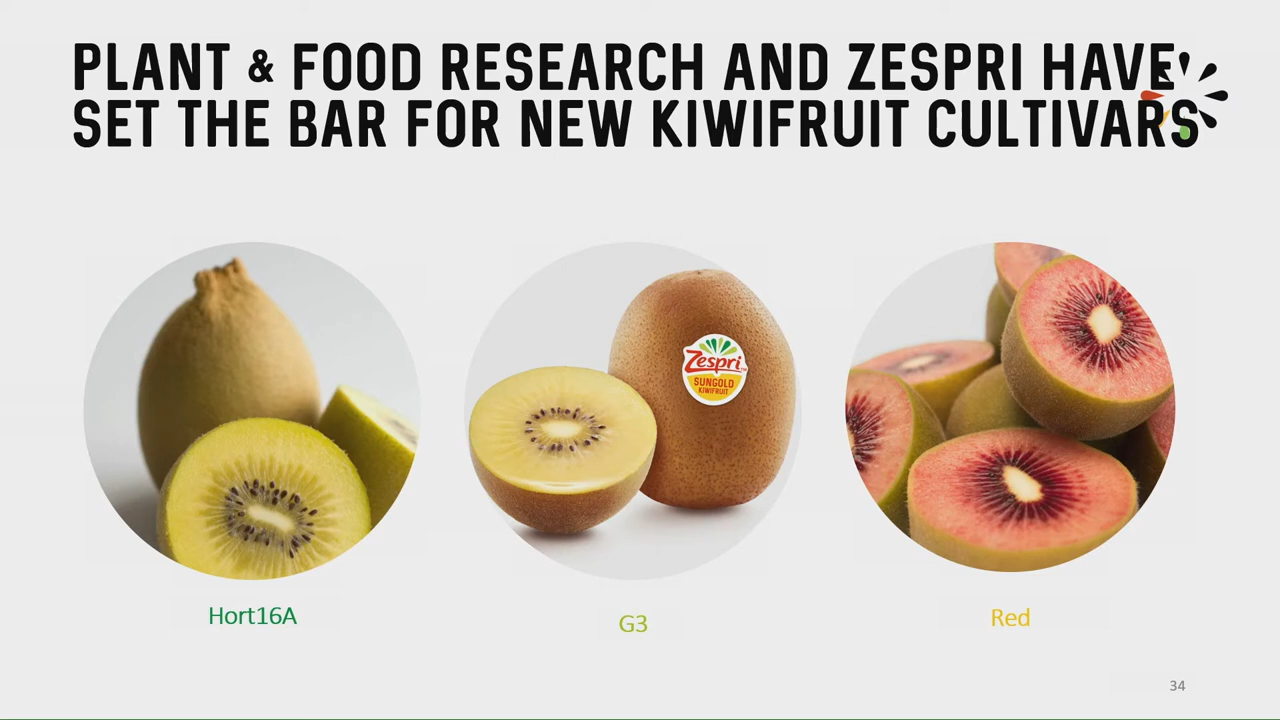 PLANT & FOOD RESEARCH AND ZESPRI HAVE
SET THE BAR FOR NEW KIWIFRUIT CULTIVARS
Zespri
SUNGOLD
KIWIFRUIT
Hort16A
G3
Red
34